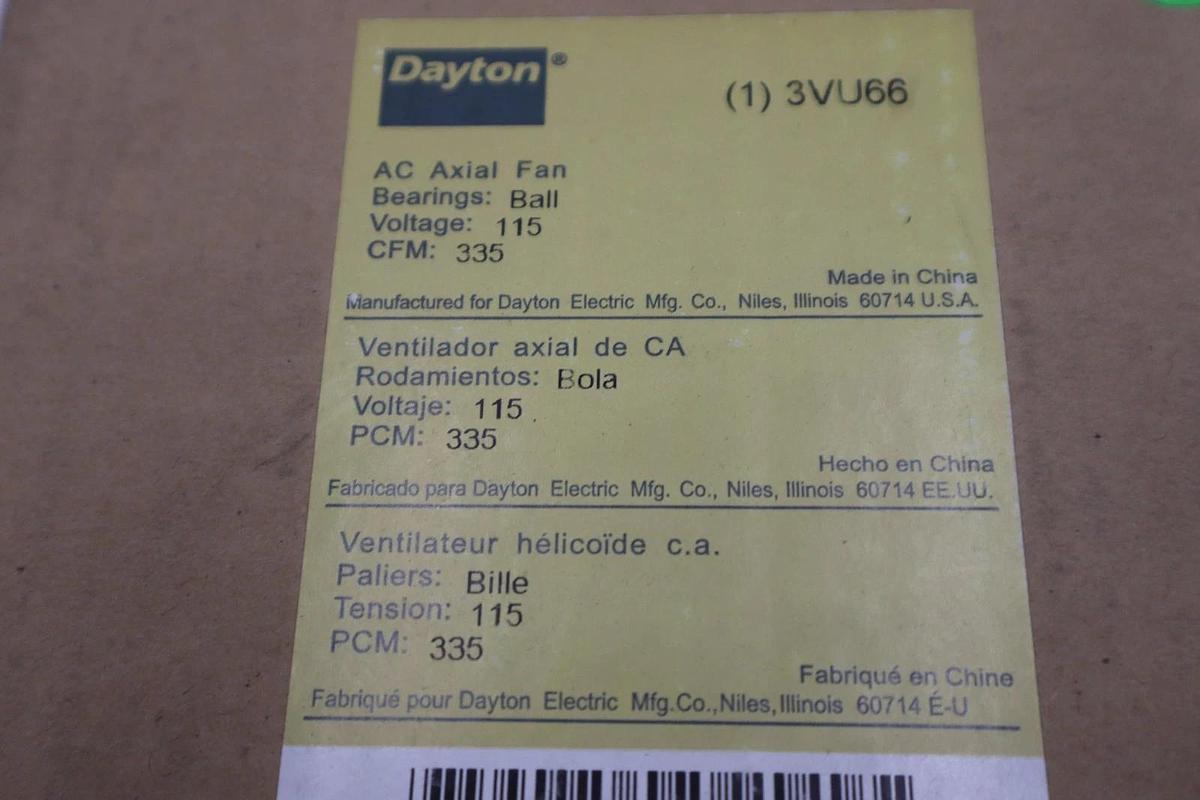 Dayton®
(1) 3VU66
AC Axial Fan
Bearings: Ball
Voltage: 115
CFM: 335
Made in China
Manufactured for Dayton Electric Mfg. Co., Niles, Illinois 60714 U.S.A.
Ventilador axial de CA
Rodamientos: Bola
Voltaje: 115
PCM: 335
Hecho en China
Fabricado para Dayton Electric Mfg. Co., Niles, Illinois 60714 EE.UU.
Ventilateur hélicoïde c.a.
Paliers: Bille
Tension: 115
PCM: 335
Fabriqué en Chine
Fabriqué pour Dayton Electric Mfg.Co.,Niles, Illinois 60714 É-U